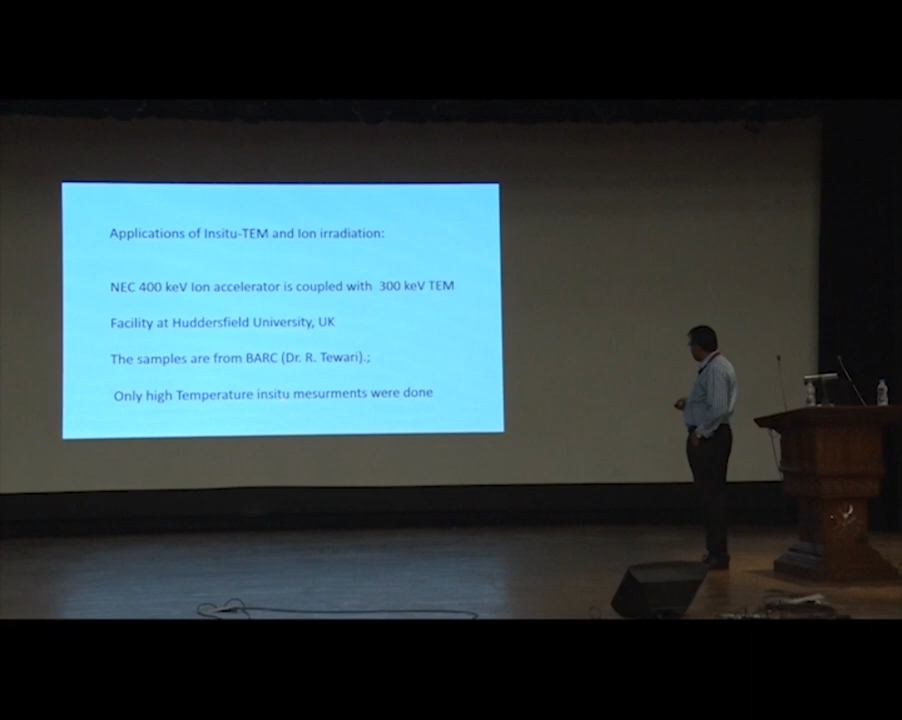 Applications of Insitu-TEM and Ion irradiation:
NEC 400 keV Ion accelerator is coupled with 300 keV TEM
Facility at Huddersfield University, UK
The samples are from BARC (Dr. R. Tewari).;
Only high Temperature insitu mesurments were done